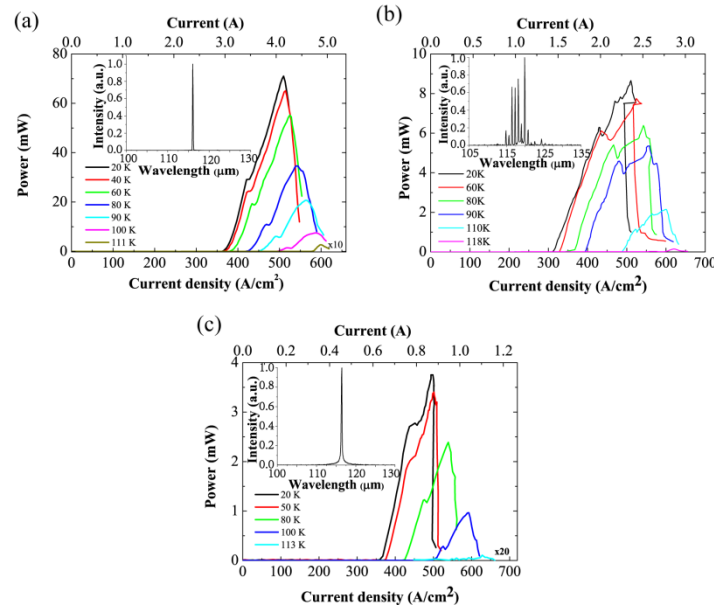 (a)
Current (A)
0.0 1.0 2.0 3.0 4.0 5.0
80
60
40
20
0
Power (mW)
Intensity (a.u.)
1.0
0.8
0.6
0.4
0.2
0.0
100 110 120 130
Wavelength (μm)
20 K
40 K
60 K
80 K
90 K
100 K
111 K
x10
0 100 200 300 400 500 600
Current density (A/cm²)
(b)
Current (A)
0.0 0.5 1.0 1.5 2.0 2.5 3.0
10
8
6
4
2
0
Power (mW)
Intensity (a.u.)
1.0
0.8
0.6
0.4
0.2
0.0
105 115 125 135
Wavelength (μm)
20K
60K
80K
90K
110K
118K
0 100 200 300 400 500 600 700
Current density (A/cm²)
(c)
Current (A)
0.0 0.2 0.4 0.6 0.8 1.0 1.2
4
3
2
1
0
Power (mW)
Intensity (a.u.)
1.0
0.8
0.6
0.4
0.2
0.0
100 110 120 130
Wavelength (μm)
20 K
50 K
80 K
100 K
113 K
x20
0 100 200 300 400 500 600 700
Current density (A/cm²)